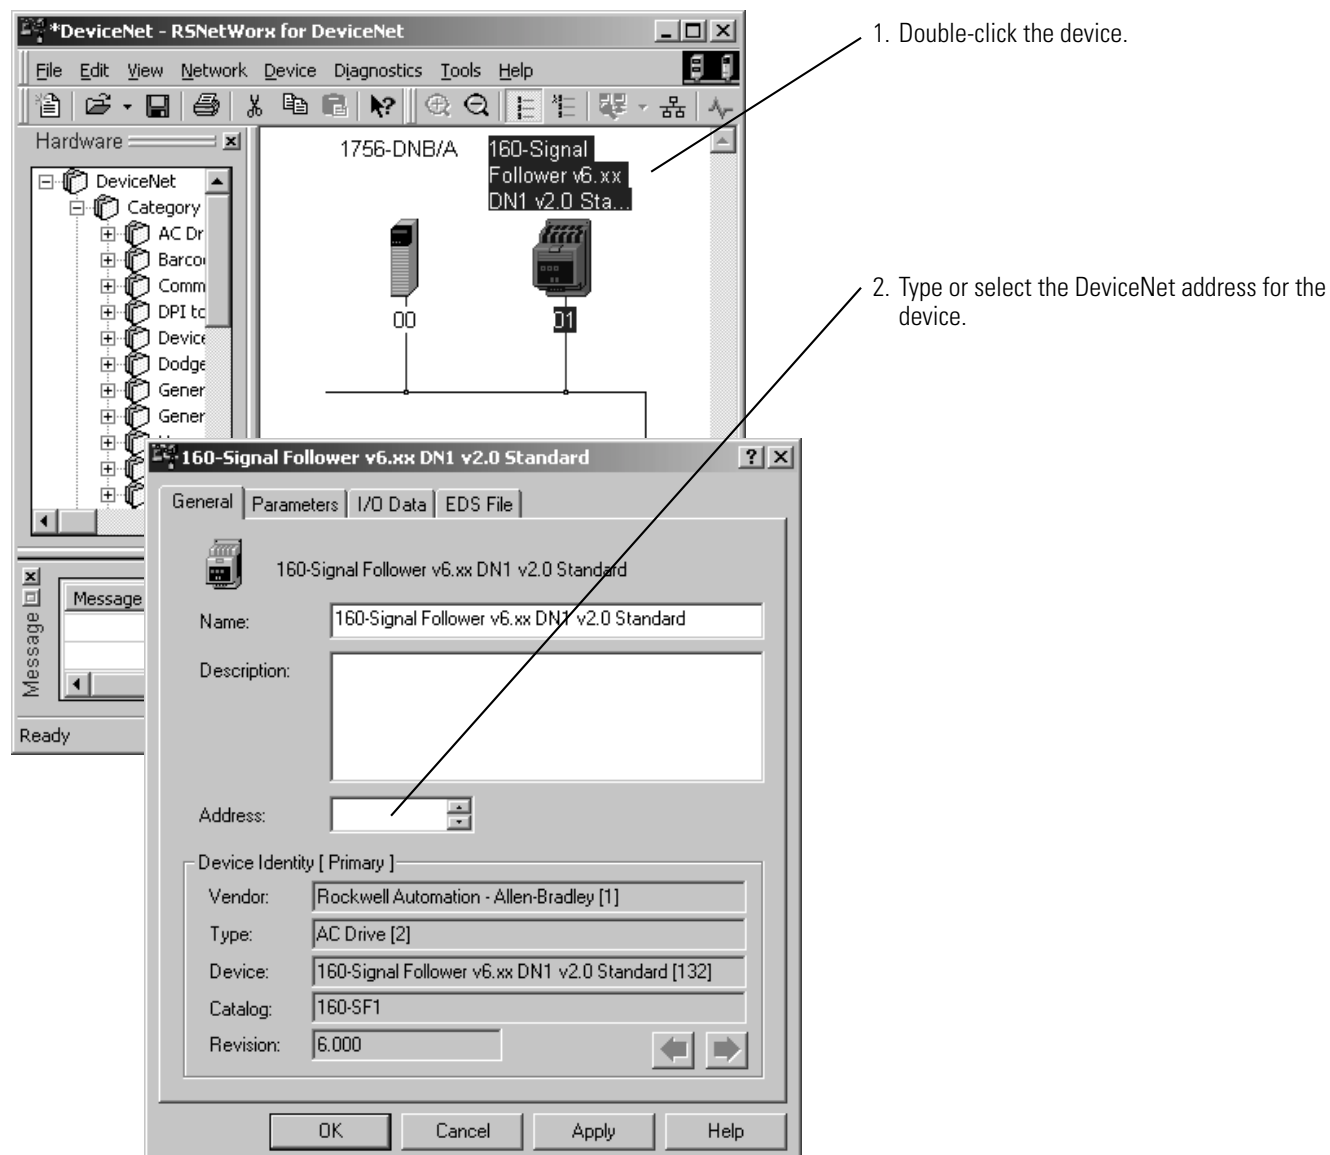 *DeviceNet - RSNetWorx for DeviceNet
File Edit View Network Device Diagnostics Tools Help
Hardware
DeviceNet
Category
AC Dr
Barco
Comm
DPI to
Device
Dodge
Gener
Gener
1756-DNB/A
160-Signal
Follower v6.xx
DN1 v2.0 Sta...
00
01
1. Double-click the device.
2. Type or select the DeviceNet address for the
device.
Message
Message
Ready
160-Signal Follower v6.xx DN1 v2.0 Standard
General Parameters I/O Data EDS File
160-Signal Follower v6.xx DN1 v2.0 Standard
Name: 160-Signal Follower v6.xx DN1 v2.0 Standard
Description:
Address:
Device Identity [ Primary ]
Vendor: Rockwell Automation - Allen-Bradley [1]
Type: AC Drive [2]
Device: 160-Signal Follower v6.xx DN1 v2.0 Standard [132]
Catalog: 160-SF1
Revision: 6.000
OK Cancel Apply Help